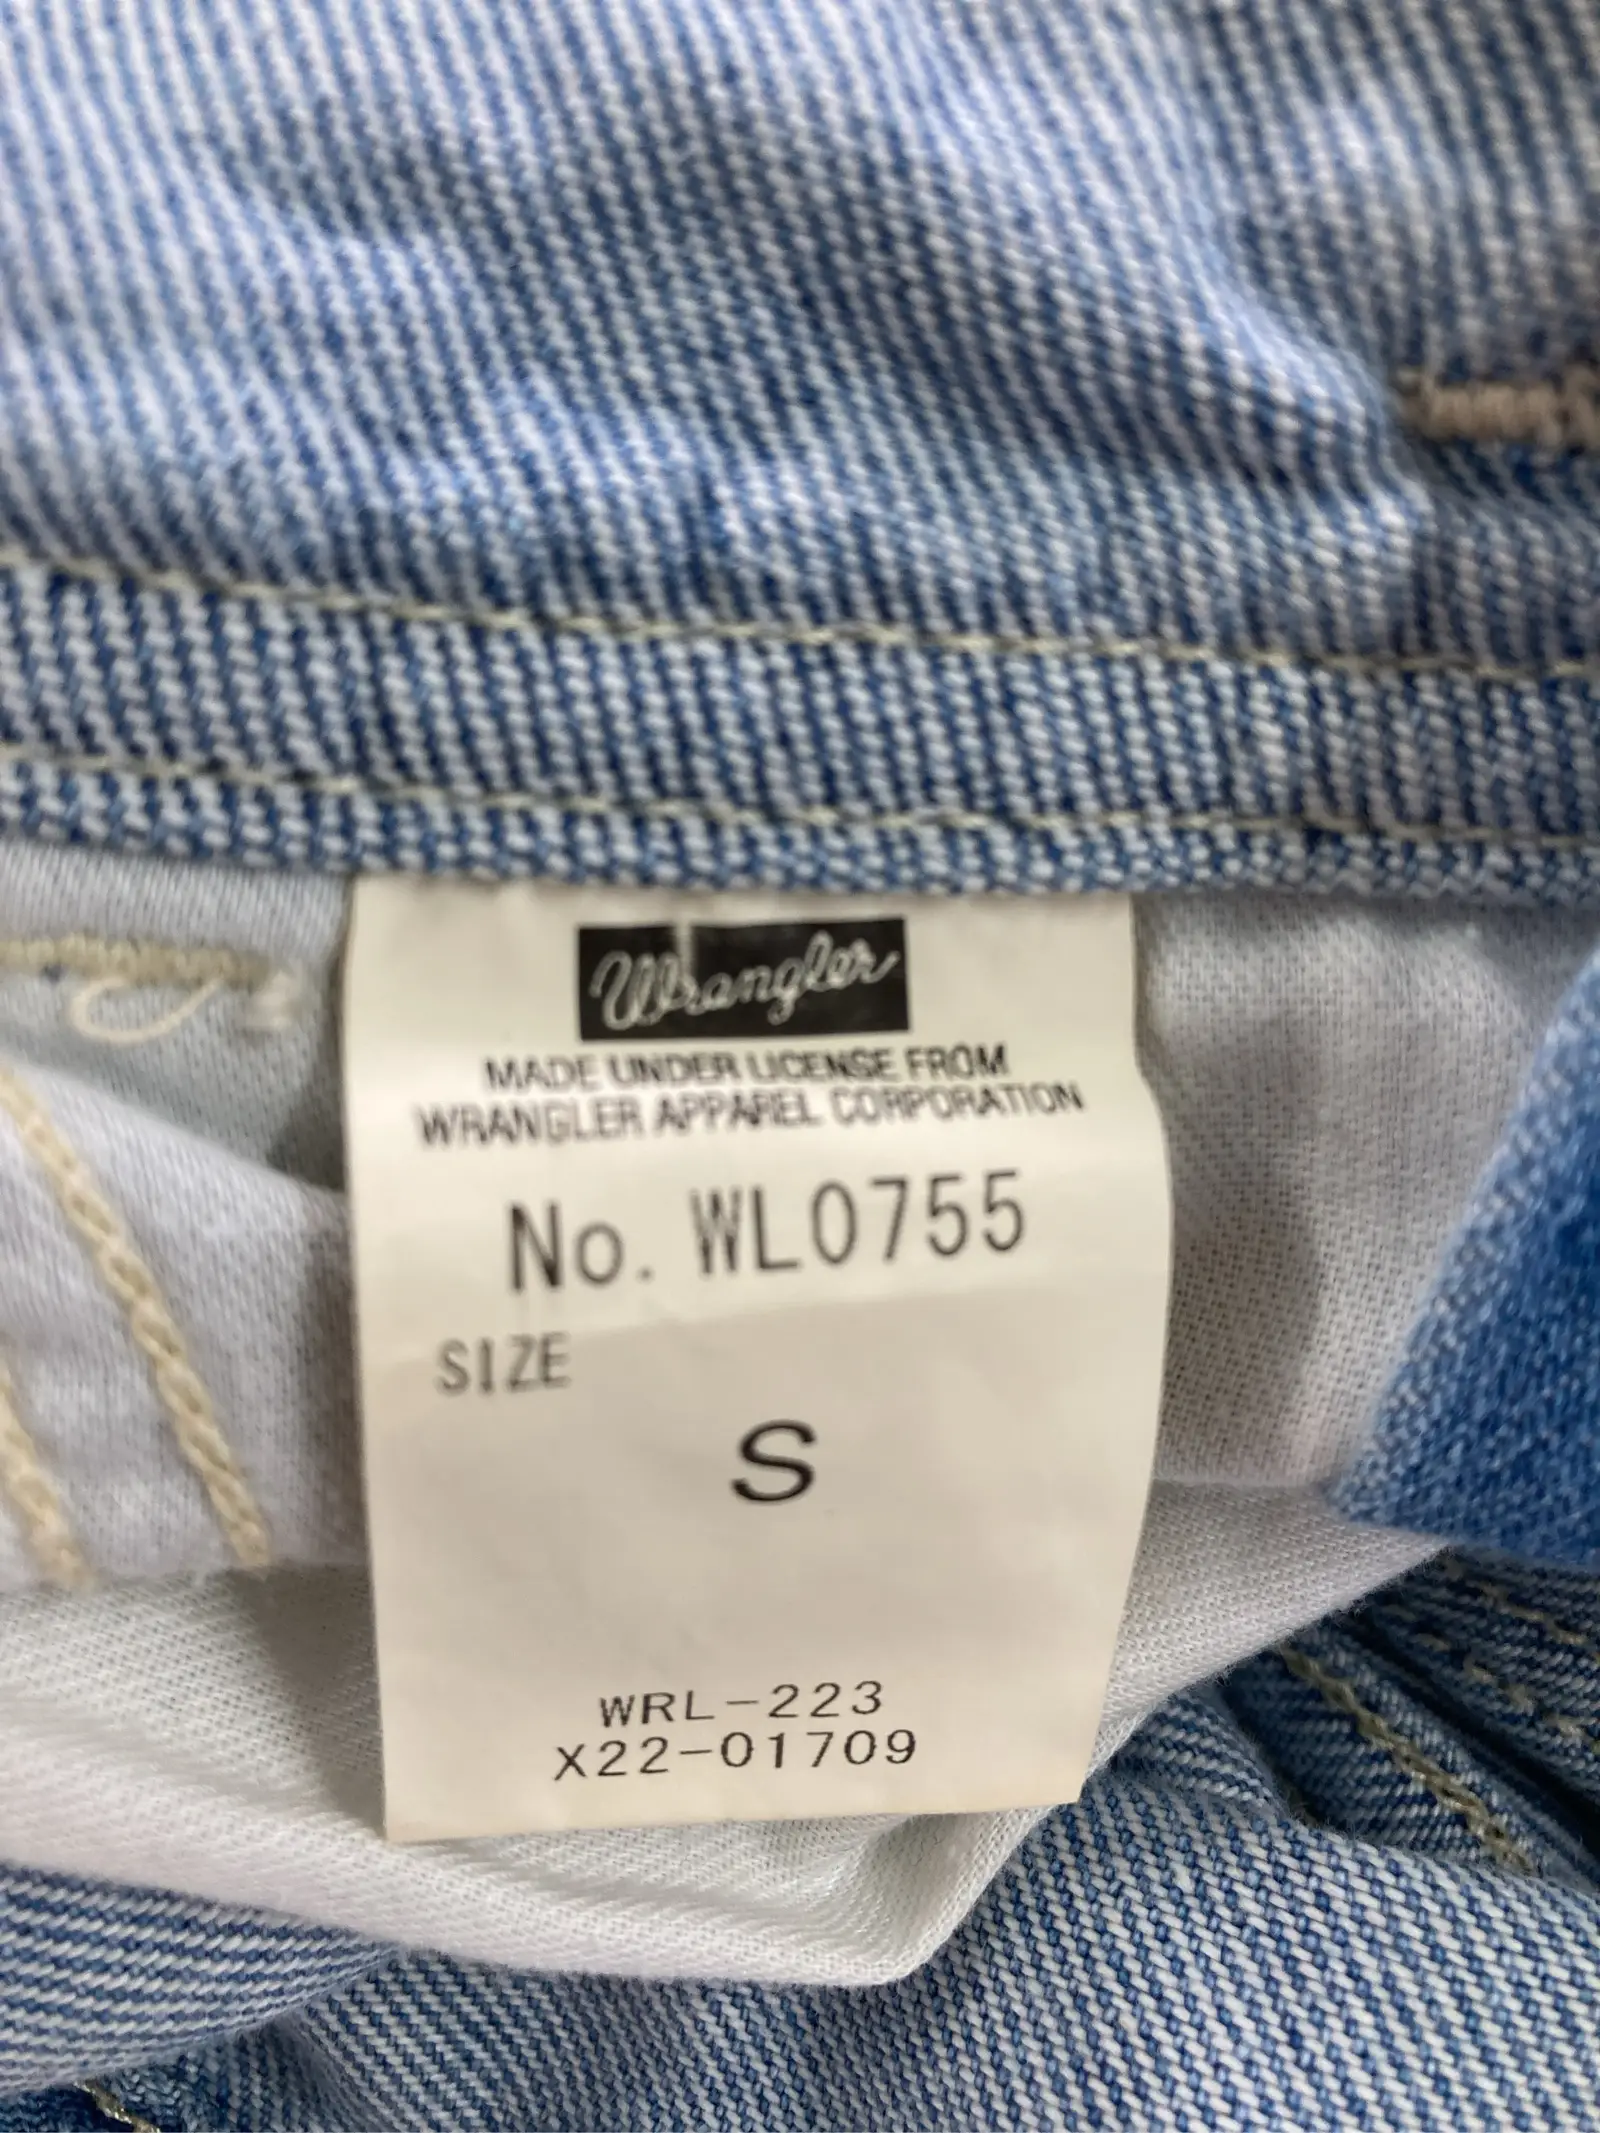 Wrangler
MADE UNDER LICENSE FROM
WRANGLER APPAREL CORPORATION
No. WL0755
SIZE
S
WRL-223
X22-01709